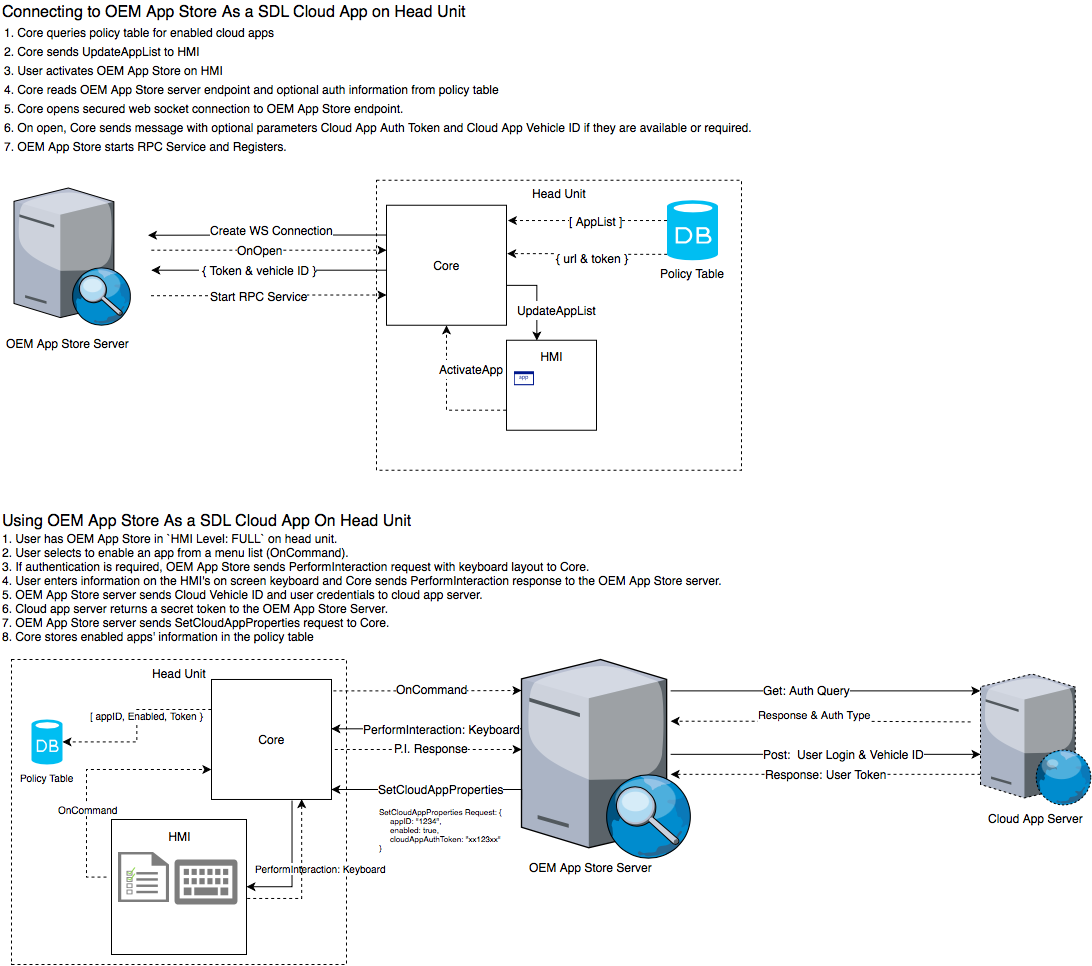 Connecting to OEM App Store As a SDL Cloud App on Head Unit
1. Core queries policy table for enabled cloud apps
2. Core sends UpdateAppList to HMI
3. User activates OEM App Store on HMI
4. Core reads OEM App Store server endpoint and optional auth information from policy table
5. Core opens secured web socket connection to OEM App Store endpoint.
6. On open, Core sends message with optional parameters Cloud App Auth Token and Cloud App Vehicle ID if they are available or required.
7. OEM App Store starts RPC Service and Registers.
Head Unit
Create WS Connection
OnOpen
{ Token & vehicle ID }
Start RPC Service
OEM App Store Server
Core
{ AppList }
{ url & token }
DB
Policy Table
UpdateAppList
HMI
app
ActivateApp
Using OEM App Store As a SDL Cloud App On Head Unit
1. User has OEM App Store in `HMI Level: FULL` on head unit.
2. User selects to enable an app from a menu list (OnCommand).
3. If authentication is required, OEM App Store sends PerformInteraction request with keyboard layout to Core.
4. User enters information on the HMI's on screen keyboard and Core sends PerformInteraction response to the OEM App Store server.
5. OEM App Store server sends Cloud Vehicle ID and user credentials to cloud app server.
6. Cloud app server returns a secret token to the OEM App Store Server.
7. OEM App Store server sends SetCloudAppProperties request to Core.
8. Core stores enabled apps' information in the policy table
Head Unit
[ appID, Enabled, Token }
DB
Policy Table
Core
OnCommand
HMI
PerformInteraction: Keyboard
OnCommand
PerformInteraction: Keyboard
P.I. Response
SetCloudAppProperties
SetCloudAppProperties Request: {
appID: "1234",
enabled: true,
cloudAppAuthToken: "xx123xx"
}
OEM App Store Server
Get: Auth Query
Response & Auth Type
Post: User Login & Vehicle ID
Response: User Token
Cloud App Server